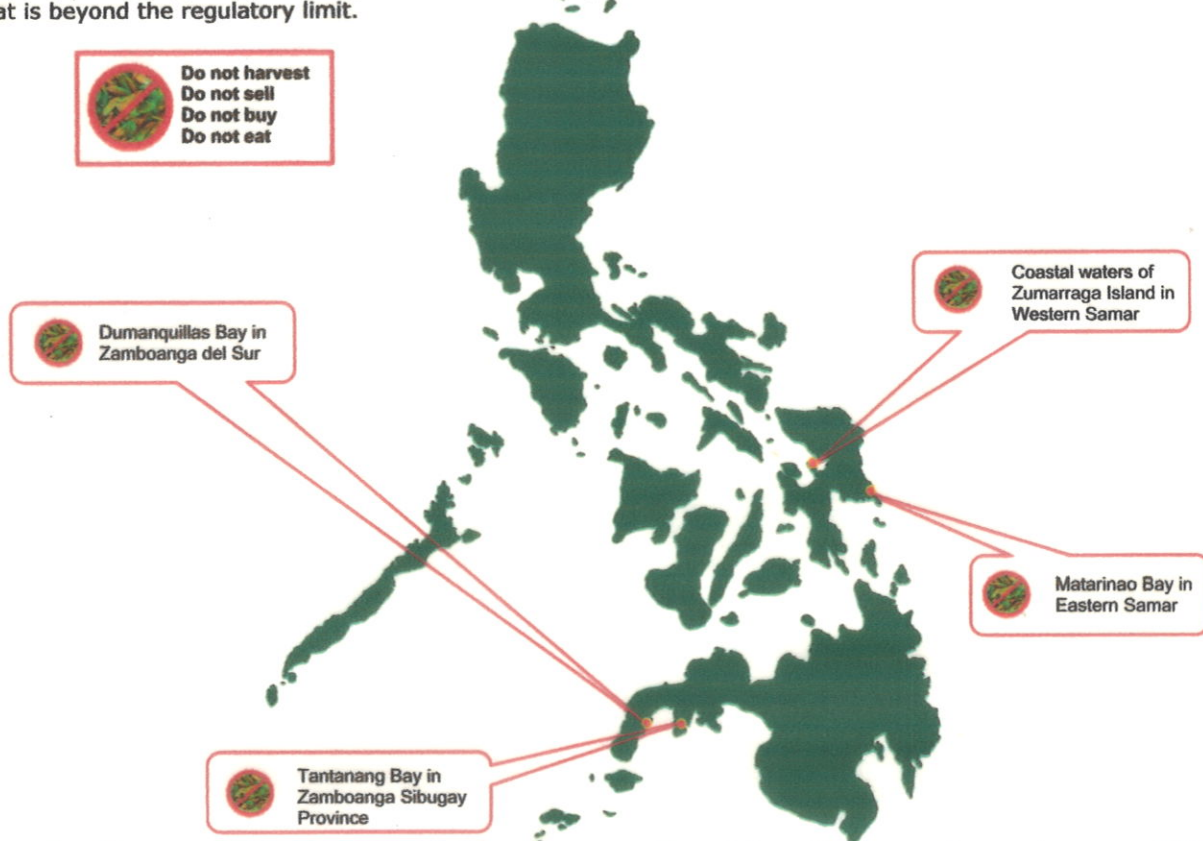 at is beyond the regulatory limit.
Do not harvest
Do not sell
Do not buy
Do not eat
Coastal waters of
Zumarraga Island in
Western Samar
Dumanquillas Bay in
Zamboanga del Sur
Matarinao Bay in
Eastern Samar
Tantanang Bay in
Zamboanga Sibugay
Province